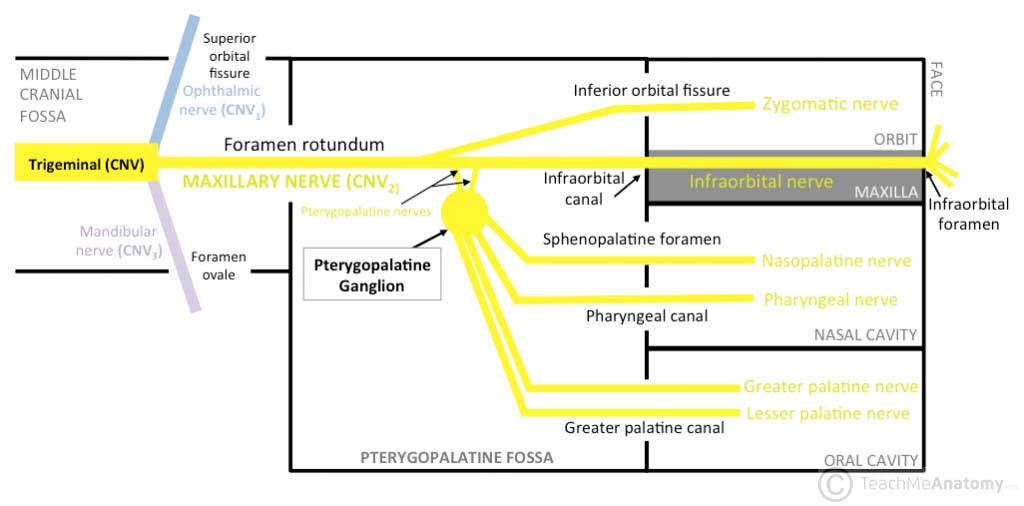 Superior
orbital
fissure
MIDDLE
CRANIAL
FOSSA
Ophthalmic
nerve (CNV1)
FACE
Inferior orbital fissure
Zygomatic nerve
ORBIT
Foramen rotundum
Trigeminal (CNV)
MAXILLARY NERVE (CNV2)
Infraorbital
canal
Infraorbital nerve
MAXILLA
Infraorbital
foramen
Pterygopalatine nerves
Mandibular
nerve (CNV3)
Foramen
ovale
Pterygopalatine
Ganglion
Sphenopalatine foramen
Nasopalatine nerve
Pharyngeal nerve
Pharyngeal canal
NASAL CAVITY
Greater palatine nerve
Lesser palatine nerve
Greater palatine canal
PTERYGOPALATINE FOSSA
ORAL CAVITY
© TeachMeAnatomy